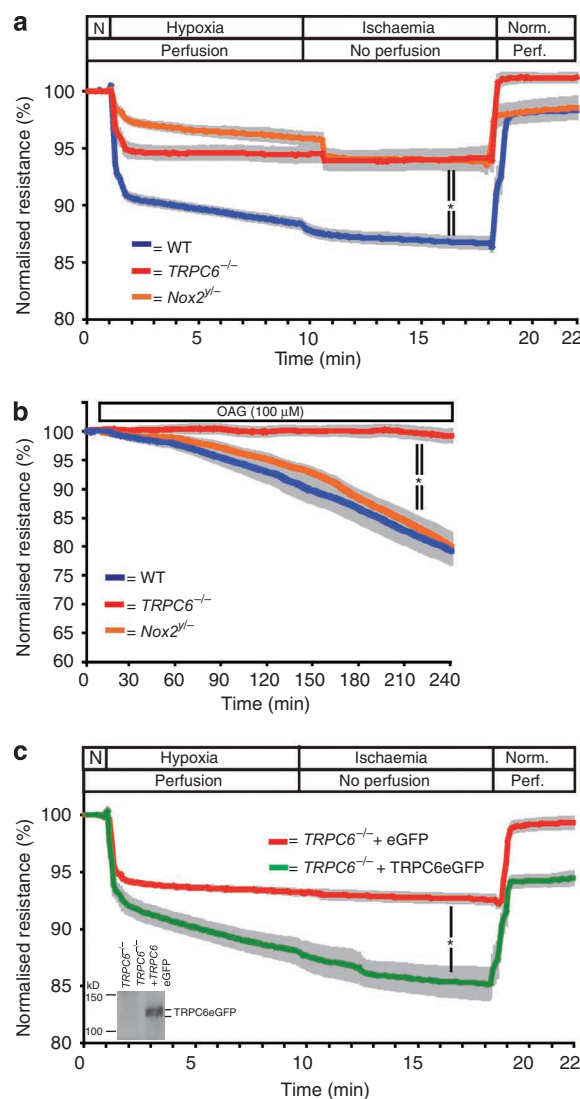 a
N Hypoxia Ischaemia Norm.
Perfusion No perfusion Perf.
Normalised resistance (%)
100
95
90
85
80
= WT
= TRPC6–/–
= Nox2y/–
*
0 5 10 15 20 22
Time (min)
b
OAG (100 μM)
Normalised resistance (%)
100
95
90
85
80
75
70
65
60
= WT
= TRPC6–/–
= Nox2y/–
*
0 30 60 90 120 150 180 210 240
Time (min)
c
N Hypoxia Ischaemia Norm.
Perfusion No perfusion Perf.
Normalised resistance (%)
100
95
90
85
80
= TRPC6–/– + eGFP
= TRPC6–/– + TRPC6eGFP
*
kD
150
100
TRPC6–/–
TRPC6–/–
+TRPC6
eGFP
TRPC6eGFP
0 5 10 15 20 22
Time (min)